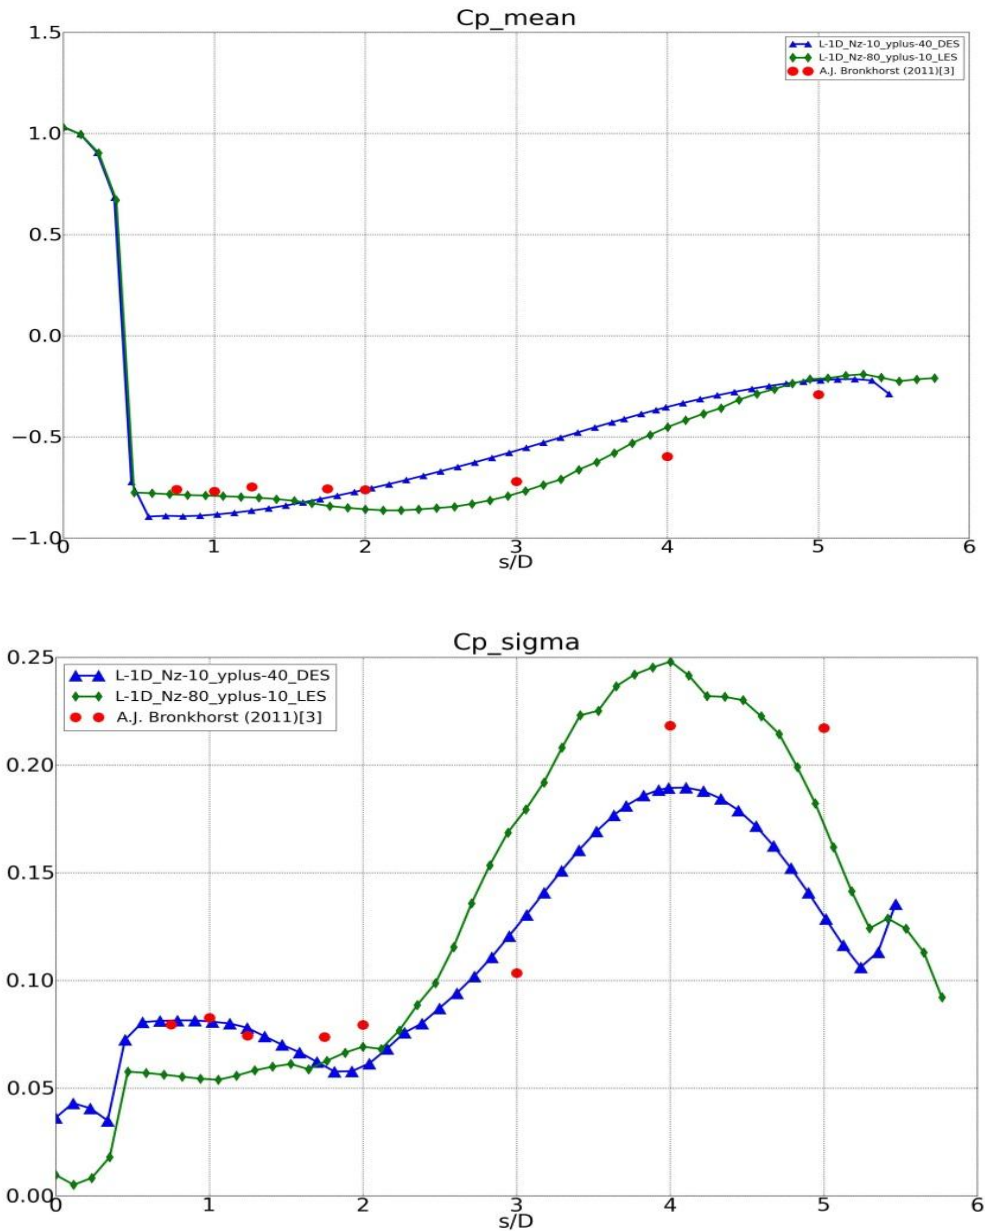 Cp_mean
1.5
L-1D_Nz-10_yplus-40_DES
L-1D_Nz-80_yplus-10_LES
A.J. Bronkhorst (2011)[3]
1.0
0.5
0.0
−0.5
−1.0
0 1 2 3 4 5 6
s/D
Cp_sigma
0.25
L-1D_Nz-10_yplus-40_DES
L-1D_Nz-80_yplus-10_LES
A.J. Bronkhorst (2011)[3]
0.20
0.15
0.10
0.05
0.00
0 1 2 3 4 5 6
s/D